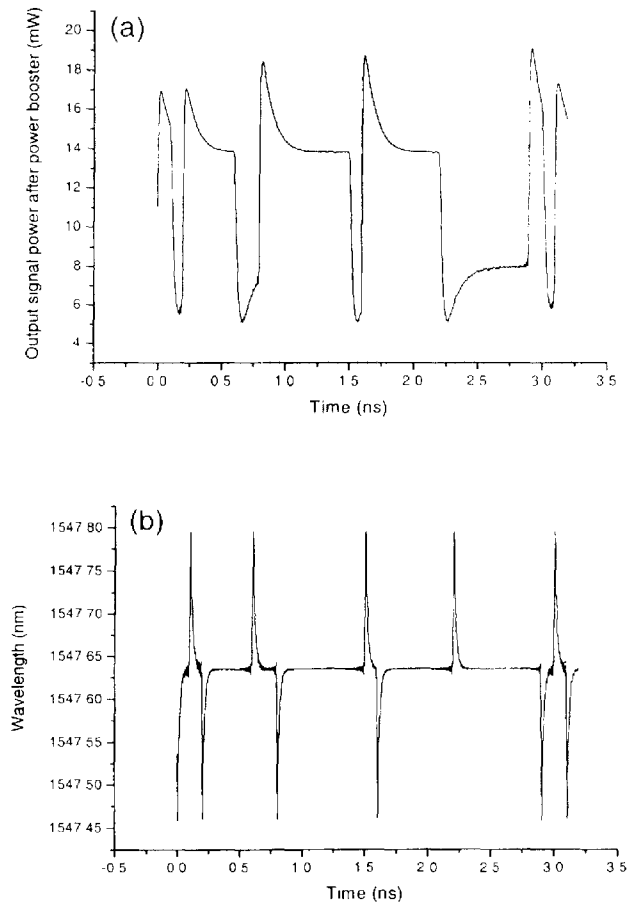 (a)
Output signal power after power booster (mW)
20
18
16
14
12
10
8
6
4
-0 5 0 0 0 5 1 0 1 5 2 0 2 5 3 0 3 5
Time (ns)
(b)
Wavelength (nm)
1547 80
1547 75
1547 70
1547 65
1547 60
1547 55
1547 50
1547 45
-0 5 0 0 0 5 1 0 1 5 2 0 2 5 3 0 3 5
Time (ns)